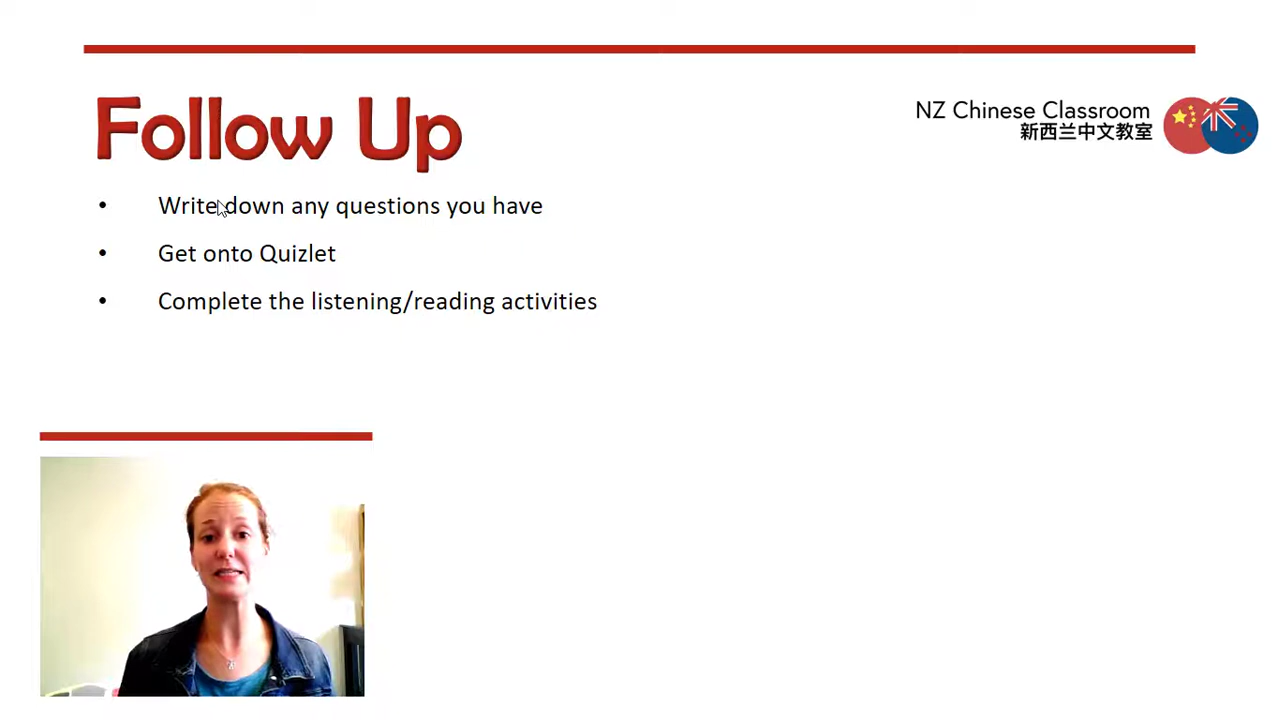 Follow Up
NZ Chinese Classroom
新西兰中文教室
• Write down any questions you have
• Get onto Quizlet
• Complete the listening/reading activities